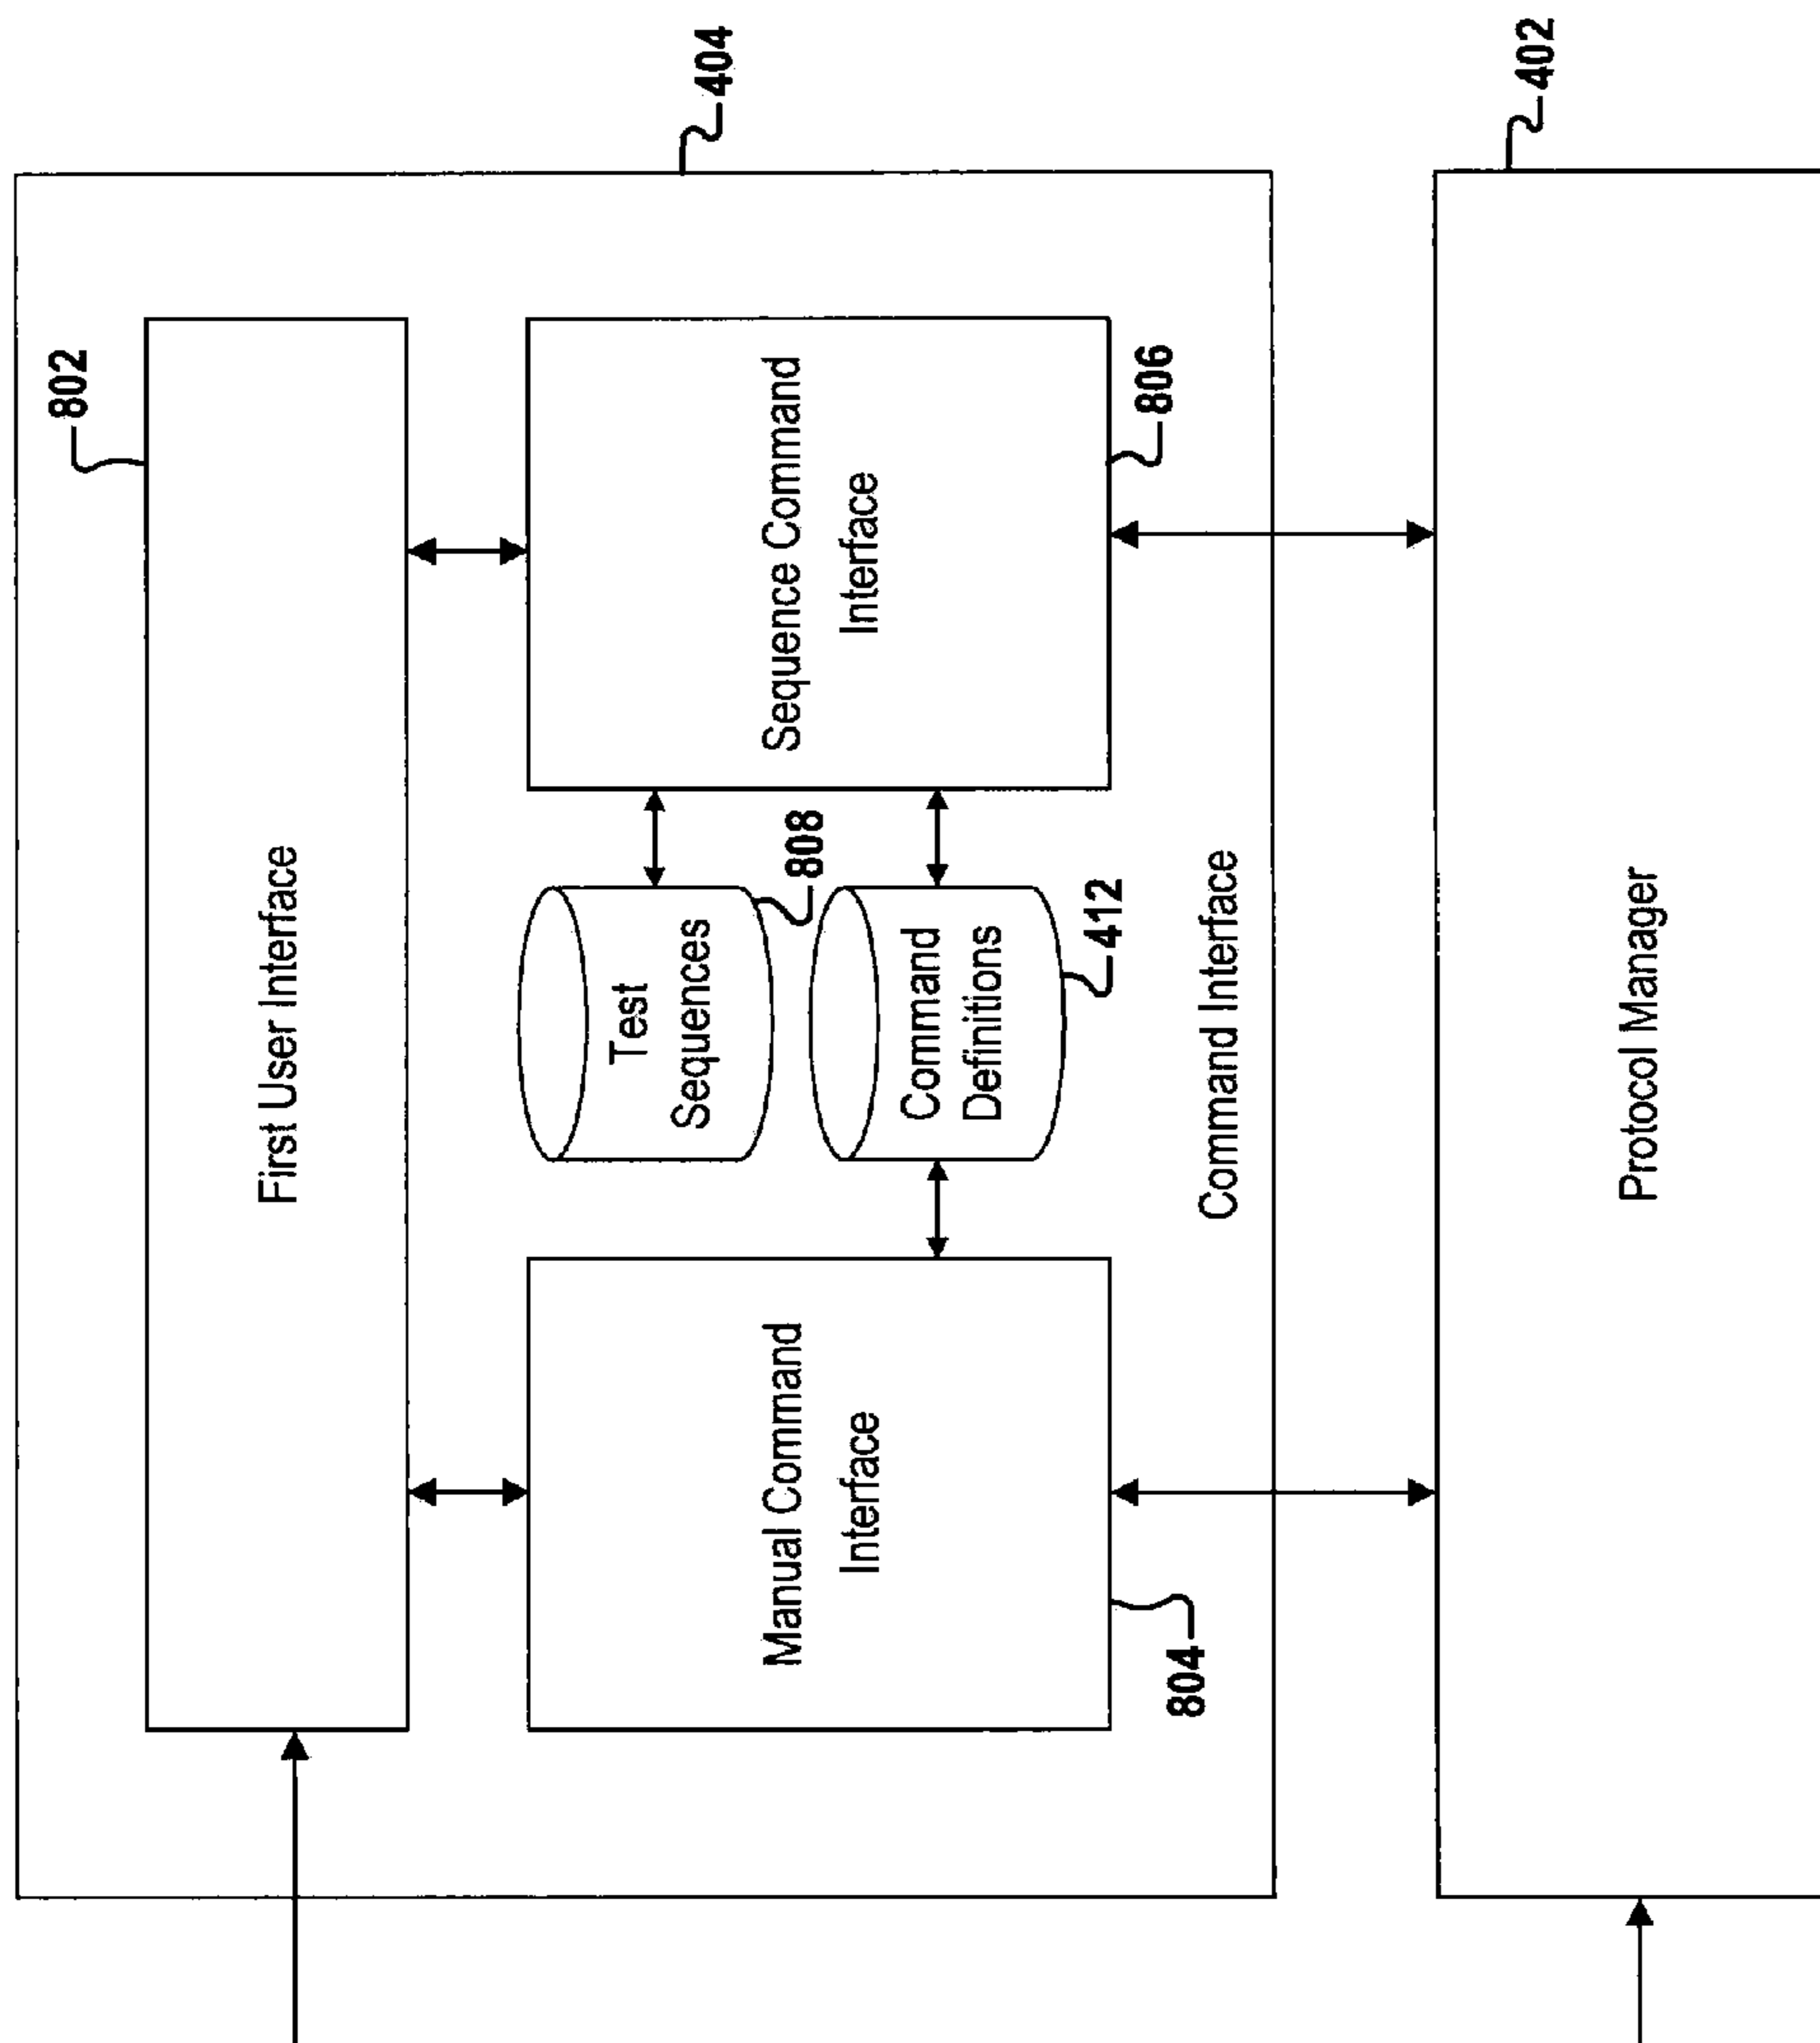 404
802
First User Interface
Sequence Command
Interface
806
Test
Sequences
808
Command
Definitions
412
Manual Command
Interface
804
Command Interface
402
Protocol Manager